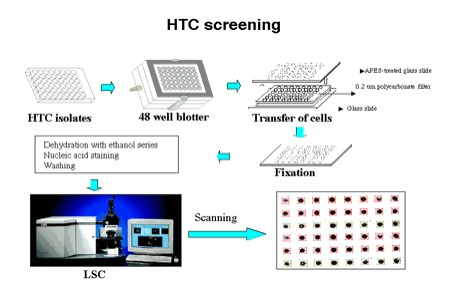 HTC screening
▶APES-treated glass slide
0.2 um polycarbonate filter
▶ Glass slide
HTC isolates
48 well blotter
Transfer of cells
Dehydration with ethanol series
Nucleic acid staining
Washing
Fixation
Scanning
LSC